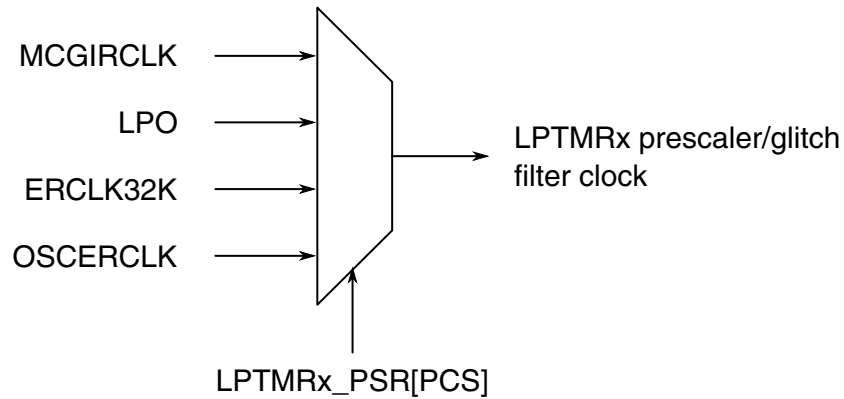 MCGIRCLK
LPO
ERCLK32K
OSCERCLK
LPTMRx prescaler/glitch
filter clock
LPTMRx_PSR[PCS]